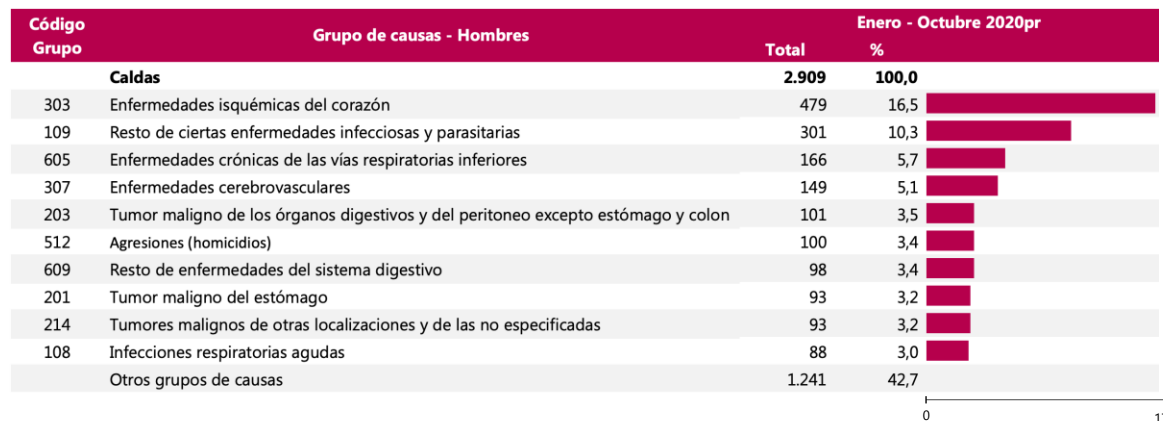 Código Grupo Grupo de causas - Hombres Enero - Octubre 2020pr
Total %
Caldas 2.909 100,0
303 Enfermedades isquémicas del corazón 479 16,5
109 Resto de ciertas enfermedades infecciosas y parasitarias 301 10,3
605 Enfermedades crónicas de las vías respiratorias inferiores 166 5,7
307 Enfermedades cerebrovasculares 149 5,1
203 Tumor maligno de los órganos digestivos y del peritoneo excepto estómago y colon 101 3,5
512 Agresiones (homicidios) 100 3,4
609 Resto de enfermedades del sistema digestivo 98 3,4
201 Tumor maligno del estómago 93 3,2
214 Tumores malignos de otras localizaciones y de las no especificadas 93 3,2
108 Infecciones respiratorias agudas 88 3,0
Otros grupos de causas 1.241 42,7
0